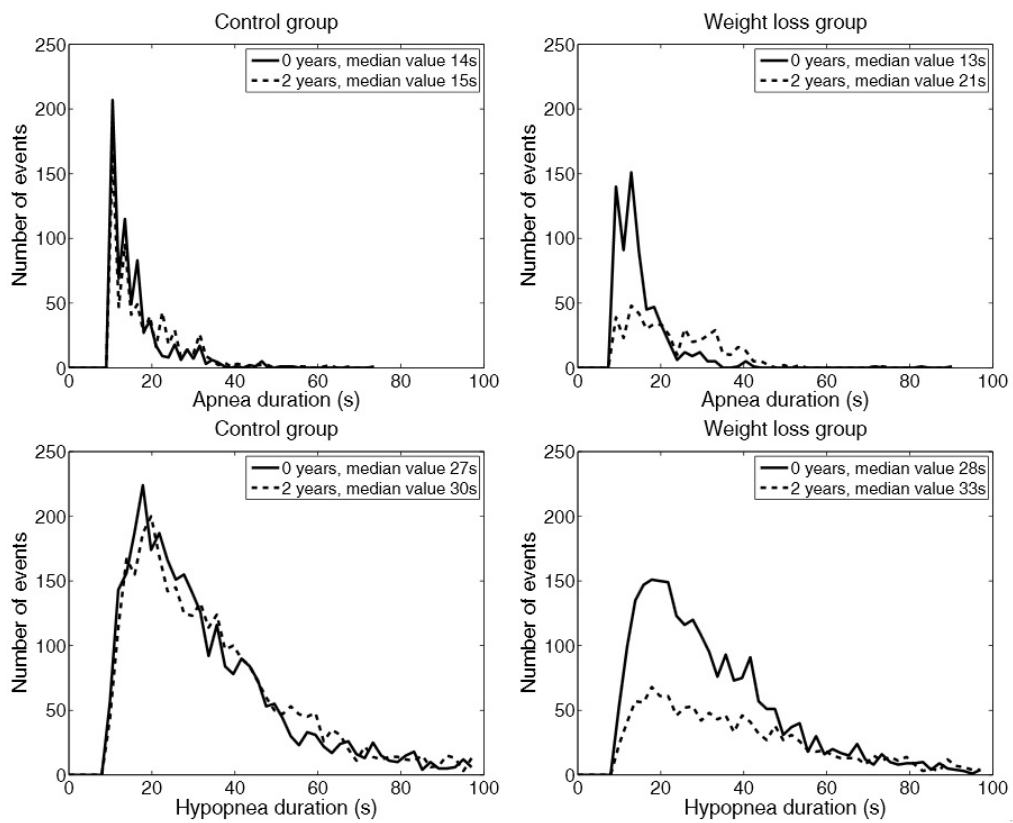 Control group
250
200
150
100
50
0
Number of events
0 years, median value 14s
2 years, median value 15s
0 20 40 60 80 100
Apnea duration (s)
Weight loss group
250
200
150
100
50
0
Number of events
0 years, median value 13s
2 years, median value 21s
0 20 40 60 80 100
Apnea duration (s)
Control group
250
200
150
100
50
0
Number of events
0 years, median value 27s
2 years, median value 30s
0 20 40 60 80 100
Hypopnea duration (s)
Weight loss group
250
200
150
100
50
0
Number of events
0 years, median value 28s
2 years, median value 33s
0 20 40 60 80 100
Hypopnea duration (s)